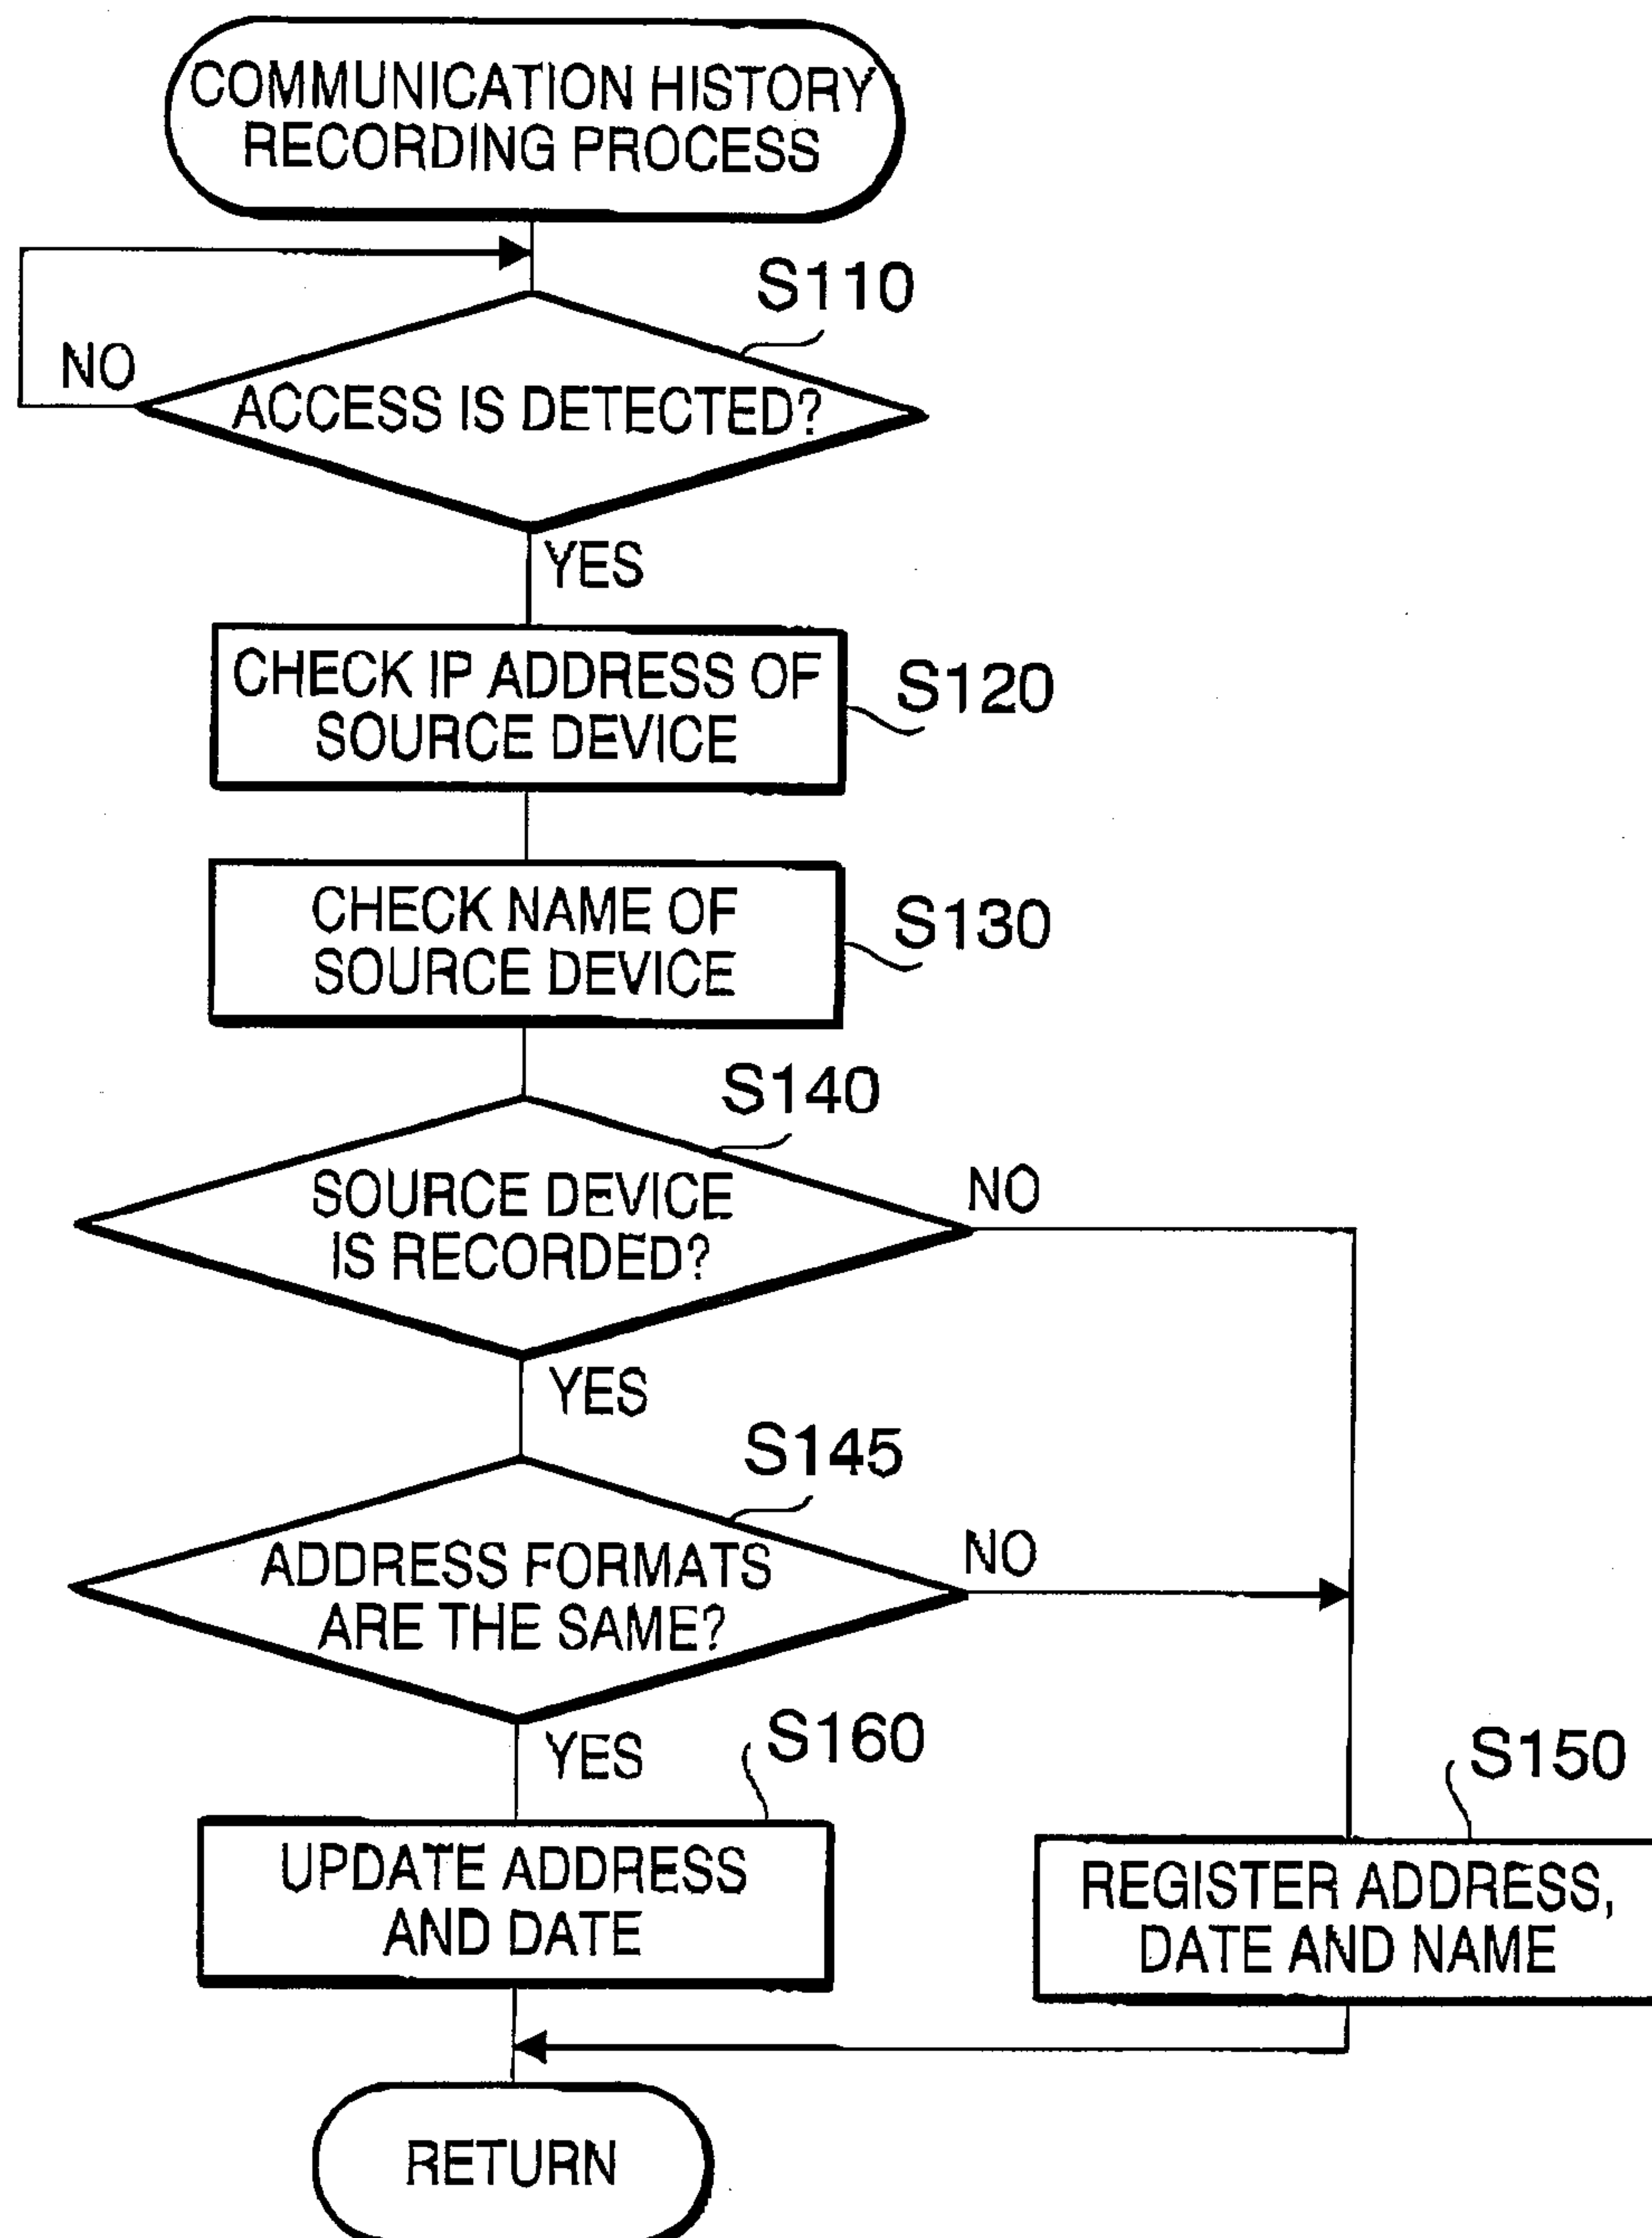 COMMUNICATION HISTORY
RECORDING PROCESS
S110
NO
ACCESS IS DETECTED?
YES
CHECK IP ADDRESS OF
SOURCE DEVICE
S120
CHECK NAME OF
SOURCE DEVICE
S130
S140
SOURCE DEVICE
IS RECORDED?
NO
YES
S145
ADDRESS FORMATS
ARE THE SAME?
NO
YES
S160
UPDATE ADDRESS
AND DATE
S150
REGISTER ADDRESS,
DATE AND NAME
RETURN